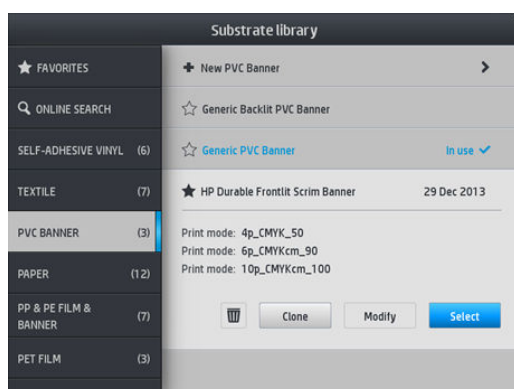 Substrate library
FAVORITES
ONLINE SEARCH
SELF-ADHESIVE VINYL (6)
TEXTILE (7)
PVC BANNER (3)
PAPER (12)
PP & PE FILM &
BANNER (7)
PET FILM (3)
New PVC Banner
Generic Backlit PVC Banner
Generic PVC Banner In use
HP Durable Frontlit Scrim Banner 29 Dec 2013
Print mode: 4p_CMYK_50
Print mode: 6p_CMYKcm_90
Print mode: 10p_CMYKcm_100
Clone Modify Select